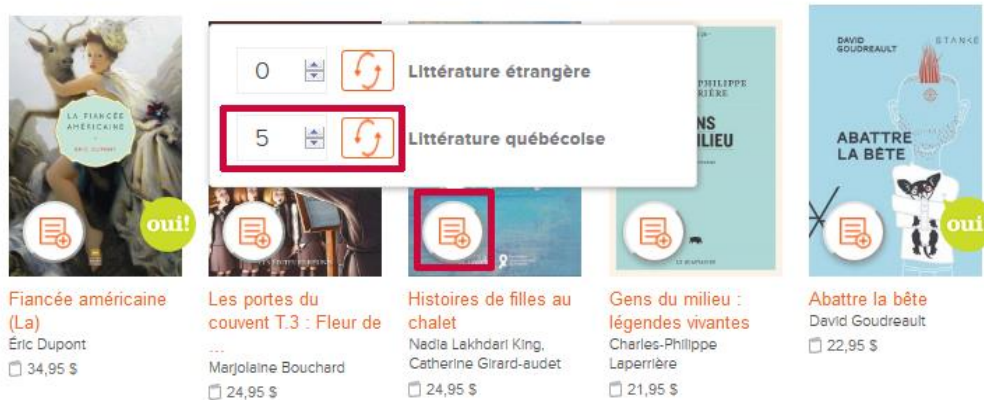 LA FIANCÉE
AMÉRICAINE
ÉRIC DUPONT
oui!
0
Littérature étrangère
5
Littérature québécoise
PHILIPPE
RIÈRE
NS
ILIEU
DAVID
GOUDREAULT
STANKÉ
ABATTRE
LA BÊTE
oui
Fiancée américaine
(La)
Éric Dupont
34,95 $
Les portes du
couvent T.3 : Fleur de
...
Marjolaine Bouchard
24,95 $
Histoires de filles au
chalet
Nadia Lakhdari King,
Catherine Girard-audet
24,95 $
Gens du milieu :
légendes vivantes
Charles-Philippe
Laperrière
21,95 $
Abattre la bête
David Goudreault
22,95 $